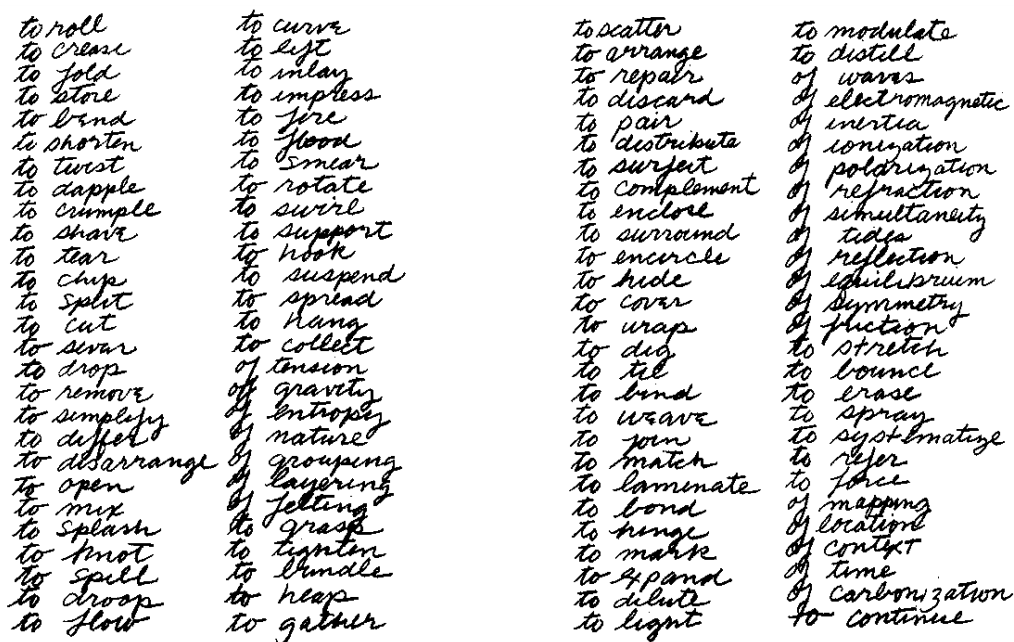 to roll
to crease
to fold
to store
to bend
to shorten
to twist
to dapple
to crumple
to shave
to tear
to chip
to split
to cut
to sever
to drop
to remove
to simplify
to differ
to disarrange
to open
to mix
to splash
to knot
to spill
to droop
to flow
to curve
to lift
to inlay
to impress
to fire
to flood
to smear
to rotate
to swirl
to support
to hook
to suspend
to spread
to hang
to collect
of tension
of gravity
of entropy
of nature
of grouping
of layering
of felting
to grasp
to tighten
to bundle
to heap
to gather
to scatter
to arrange
to repair
to discard
to pair
to distribute
to surfeit
to complement
to enclose
to surround
to encircle
to hide
to cover
to wrap
to dig
to tie
to bind
to weave
to join
to match
to laminate
to bond
to hinge
to mark
to expand
to dilute
to light
to modulate
to distill
of waves
of electromagnetic
of inertia
of ionization
of polarization
of refraction
of simultaneity
of tides
of reflection
of equilibrium
of symmetry
of friction
to stretch
to bounce
to erase
to spray
to systematize
to refer
to force
of mapping
of location
of context
of time
of carbonization
to continue